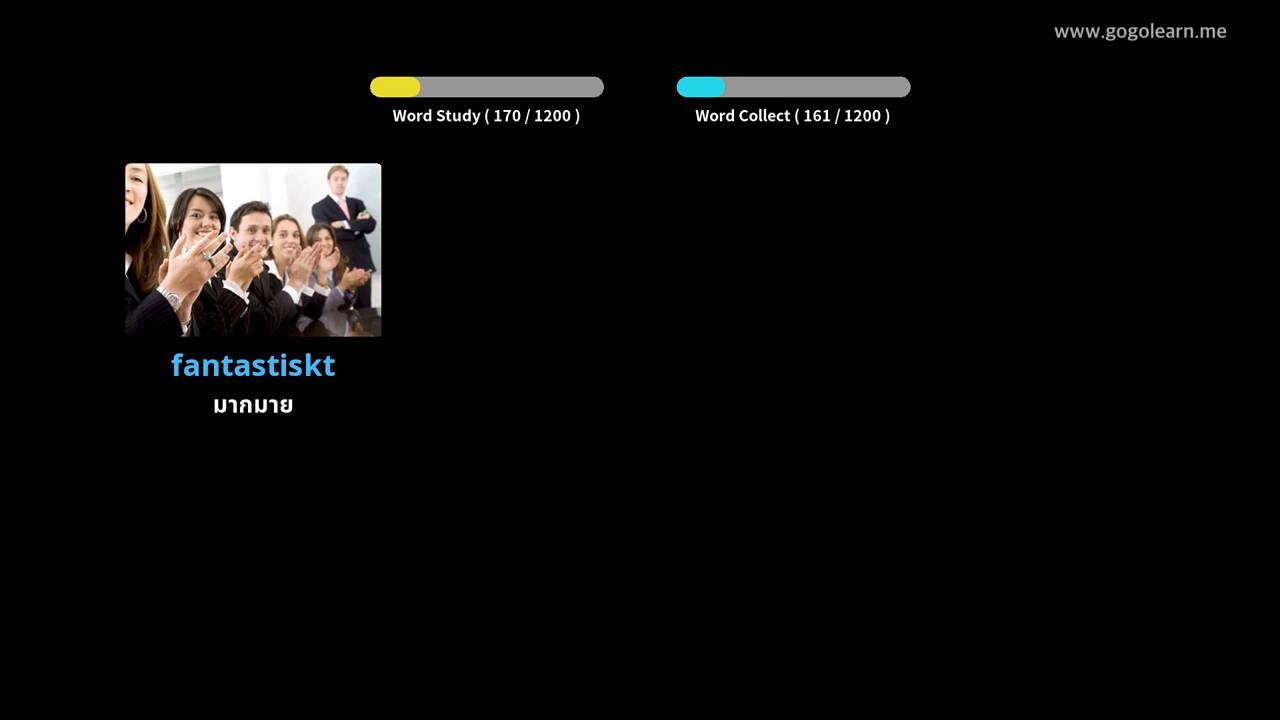 www.gogolearn.me
Word Study ( 170 / 1200 )
Word Collect ( 161 / 1200 )
fantastiskt
มากมาย